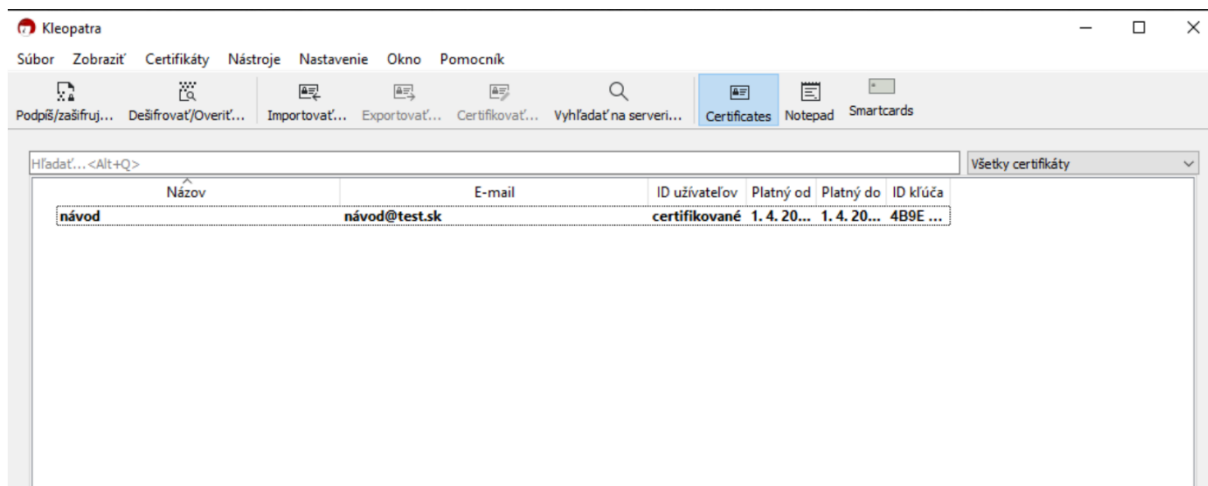 Kleopatra
Súbor Zobraziť Certifikáty Nástroje Nastavenie Okno Pomocník
Podpíš/zašifruj... Dešifrovať/Overiť... Importovať... Exportovať... Certifikovať... Vyhľadať na serveri... Certificates Notepad Smartcards
Hľadať...<Alt+Q> Všetky certifikáty
Názov E-mail ID užívateľov Platný od Platný do ID kľúča
návod návod@test.sk certifikované 1. 4. 20... 1. 4. 20... 4B9E ...